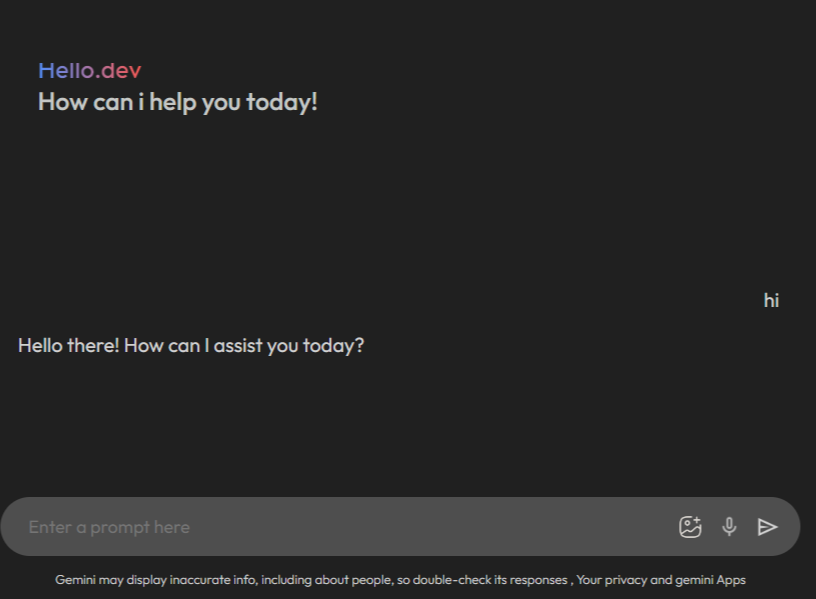 Hello.dev
How can i help you today!
hi
Hello there! How can I assist you today?
Enter a prompt here
Gemini may display inaccurate info, including about people, so double-check its responses , Your privacy and gemini Apps